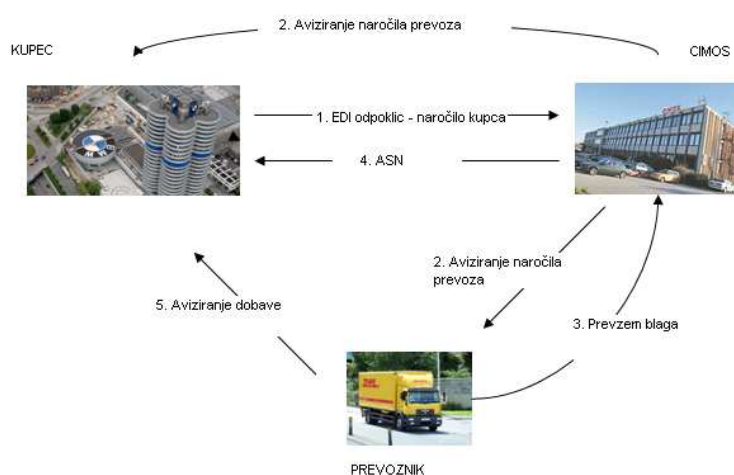 2. Aviziranje naročila prevoza
KUPEC
CIMOS
1. EDI odpoklic - naročilo kupca
4. ASN
2. Aviziranje naročila
prevoza
5. Aviziranje dobave
3. Prevzem blaga
PREVOZNIK